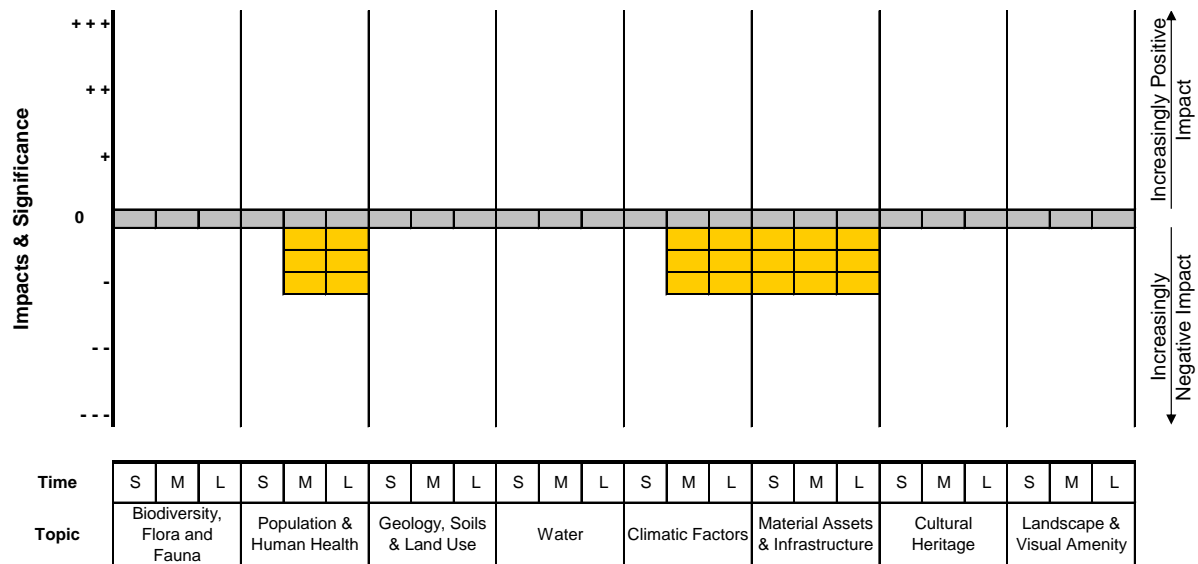 + + +
+ +
+
0
-
- -
- - -
Impacts & Significance
Increasingly Positive
Impact
Increasingly
Negative Impact
Time S M L S M L S M L S M L S M L S M L S M L S M L
Topic
Biodiversity,
Flora and
Fauna
Population &
Human Health
Geology, Soils
& Land Use
Water
Climatic Factors
Material Assets
& Infrastructure
Cultural
Heritage
Landscape &
Visual Amenity